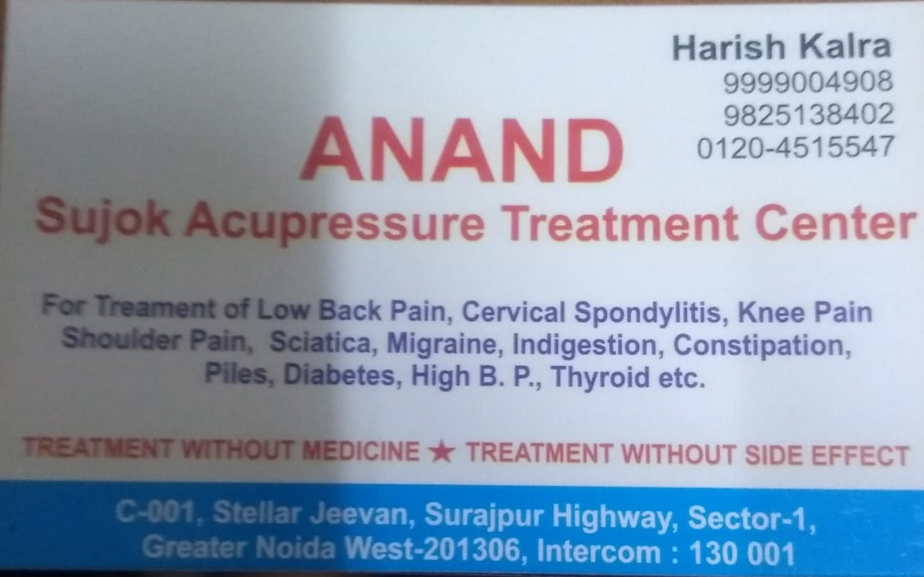 Harish Kalra
9999004908
9825138402
0120-4515547
ANAND
Sujok Acupressure Treatment Center
For Treament of Low Back Pain, Cervical Spondylitis, Knee Pain
Shoulder Pain, Sciatica, Migraine, Indigestion, Constipation,
Piles, Diabetes, High B. P., Thyroid etc.
TREATMENT WITHOUT MEDICINE ★ TREATMENT WITHOUT SIDE EFFECT
C-001, Stellar Jeevan, Surajpur Highway, Sector-1,
Greater Noida West-201306, Intercom : 130 001